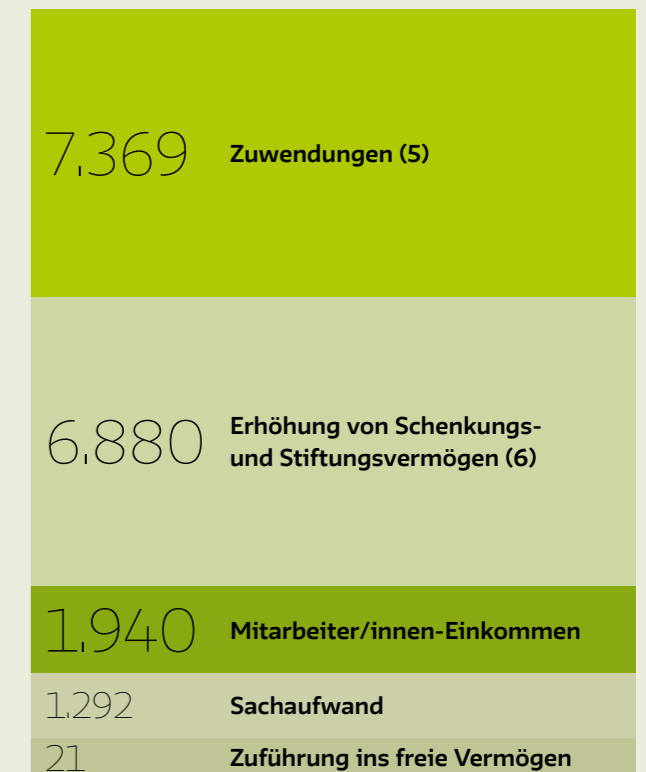 7,369 Zuwendungen (5)
6,880 Erhöhung von Schenkungs-
und Stiftungsvermögen (6)
1,940 Mitarbeiter/innen-Einkommen
1,292 Sachaufwand
21 Zuführung ins freie Vermögen